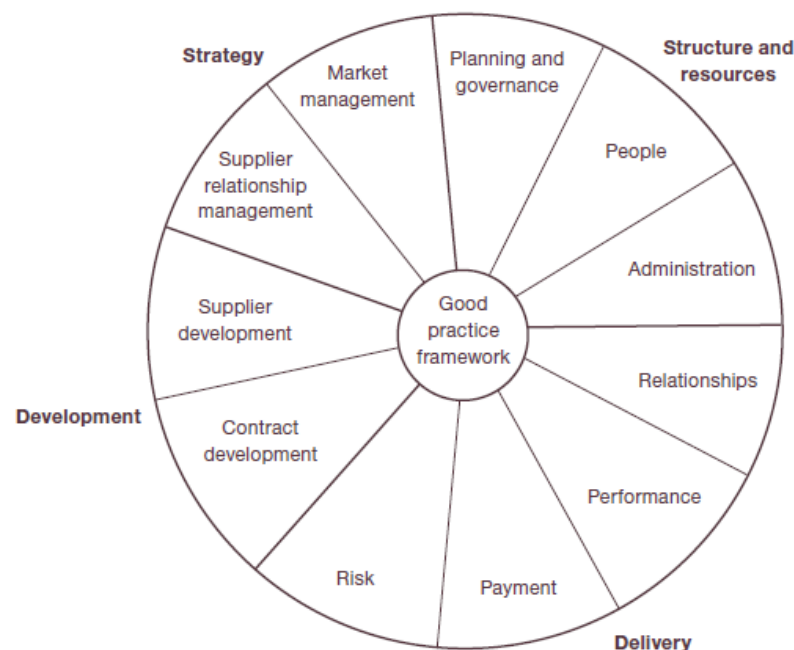 Strategy
Market
management
Planning and
governance
Structure and
resources
People
Administration
Relationships
Performance
Delivery
Payment
Risk
Contract
development
Development
Supplier
development
Supplier
relationship
management
Good
practice
framework